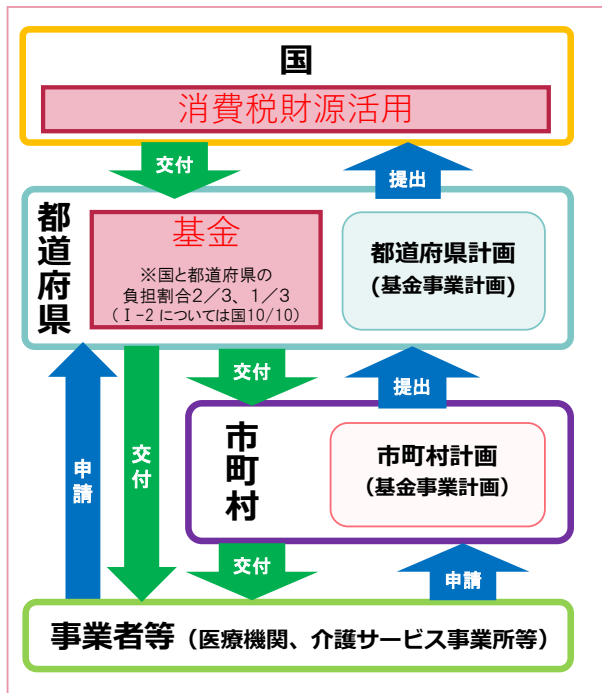 国
消費税財源活用
交付
提出
都道府県
基金
※国と都道府県の
負担割合2／3、1／3
（Ⅰ-2 については国10/10）
都道府県計画
(基金事業計画)
交付
提出
申請
交付
市町村
市町村計画
（基金事業計画）
交付
申請
事業者等（医療機関、介護サービス事業所等）